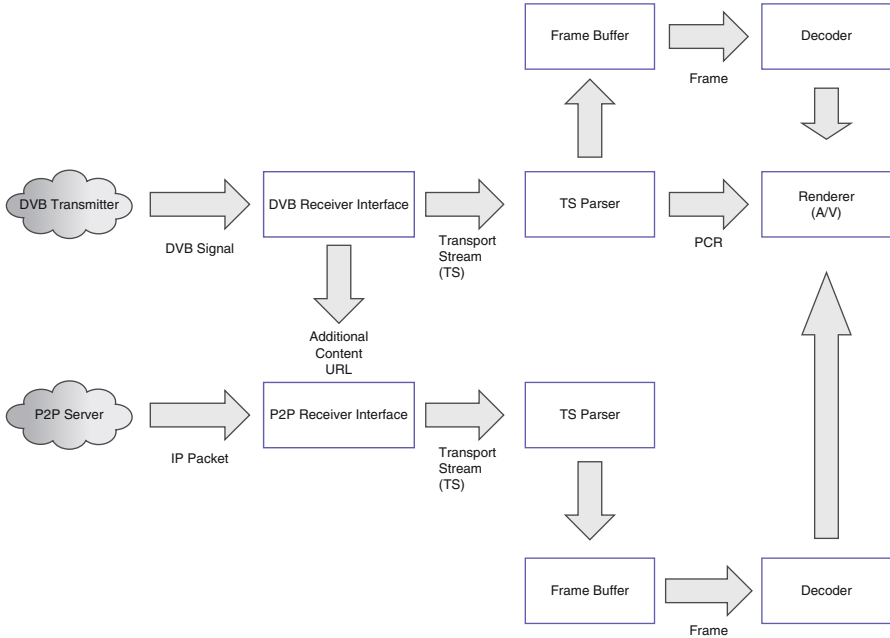 Frame Buffer
Decoder
Frame
DVB Transmitter
DVB Receiver Interface
TS Parser
Renderer
(A/V)
DVB Signal
Transport
Stream
(TS)
PCR
Additional
Content
URL
P2P Server
P2P Receiver Interface
TS Parser
IP Packet
Transport
Stream
(TS)
Frame Buffer
Decoder
Frame